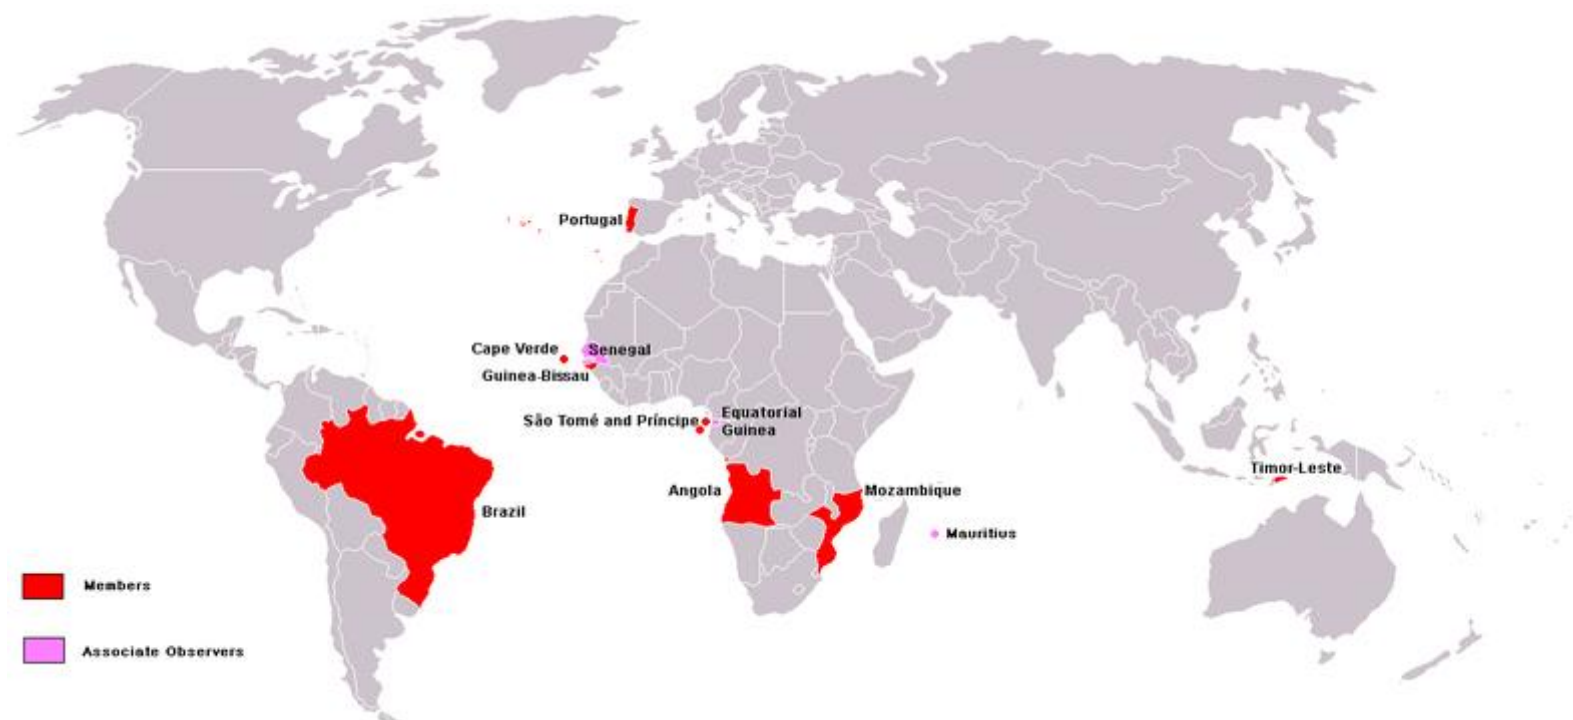 Portugal
Cape Verde
Senegal
Guinea-Bissau
São Tomé and Príncipe
Equatorial
Guinea
Timor-Leste
Angola
Mozambique
Brazil
Mauritius
Members
Associate Observers